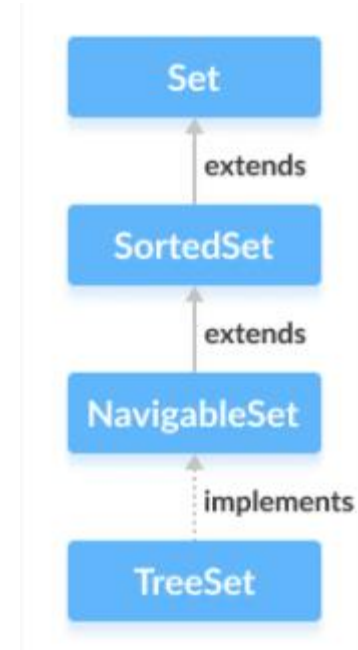 Set
extends
SortedSet
extends
NavigableSet
implements
TreeSet